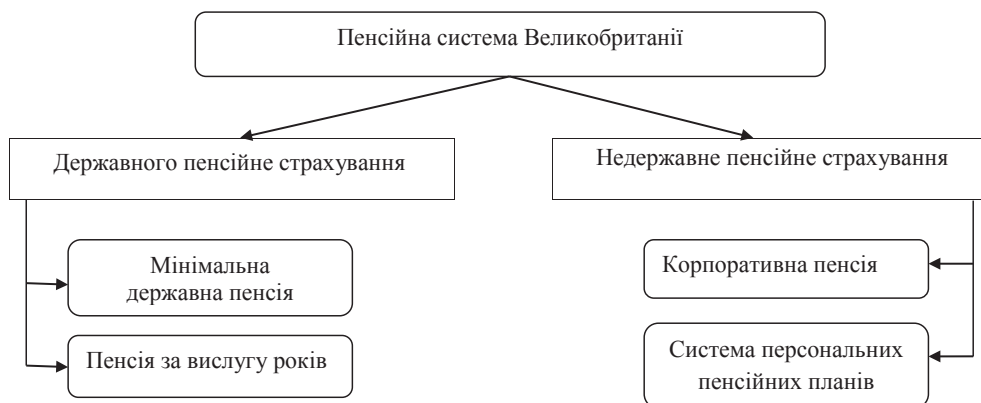 Пенсійна система Великобританії
Державного пенсійне страхування
Недержавне пенсійне страхування
Мінімальна
державна пенсія
Пенсія за вислугу років
Корпоративна пенсія
Система персональних
пенсійних планів